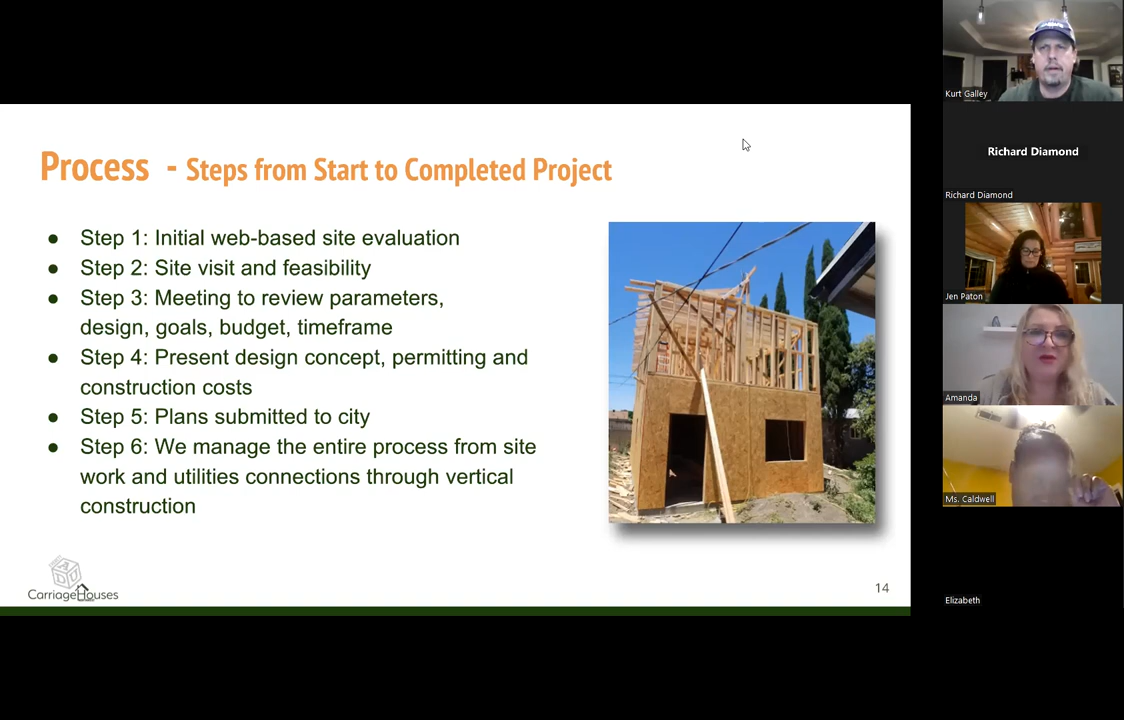 Process - Steps from Start to Completed Project
● Step 1: Initial web-based site evaluation
● Step 2: Site visit and feasibility
● Step 3: Meeting to review parameters,
design, goals, budget, timeframe
● Step 4: Present design concept, permitting and
construction costs
● Step 5: Plans submitted to city
● Step 6: We manage the entire process from site
work and utilities connections through vertical
construction
ADU
CarriageHouses
14
Kurt Galley
Richard Diamond
Richard Diamond
Jen Paton
Amanda
Ms. Caldwell
Elizabeth